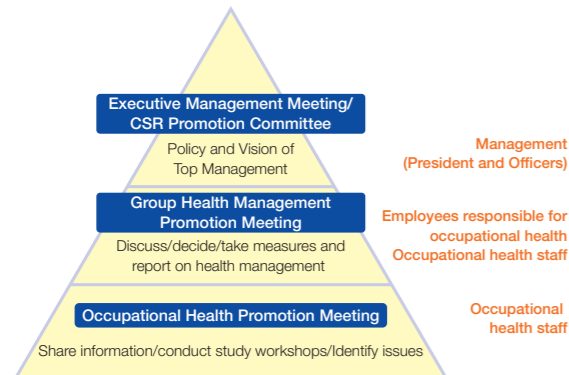 Executive Management Meeting/
CSR Promotion Committee
Policy and Vision of
Top Management
Management
(President and Officers)
Group Health Management
Promotion Meeting
Discuss/decide/take measures and
report on health management
Employees responsible for
occupational health
Occupational health staff
Occupational Health Promotion Meeting
Share information/conduct study workshops/Identify issues
Occupational
health staff